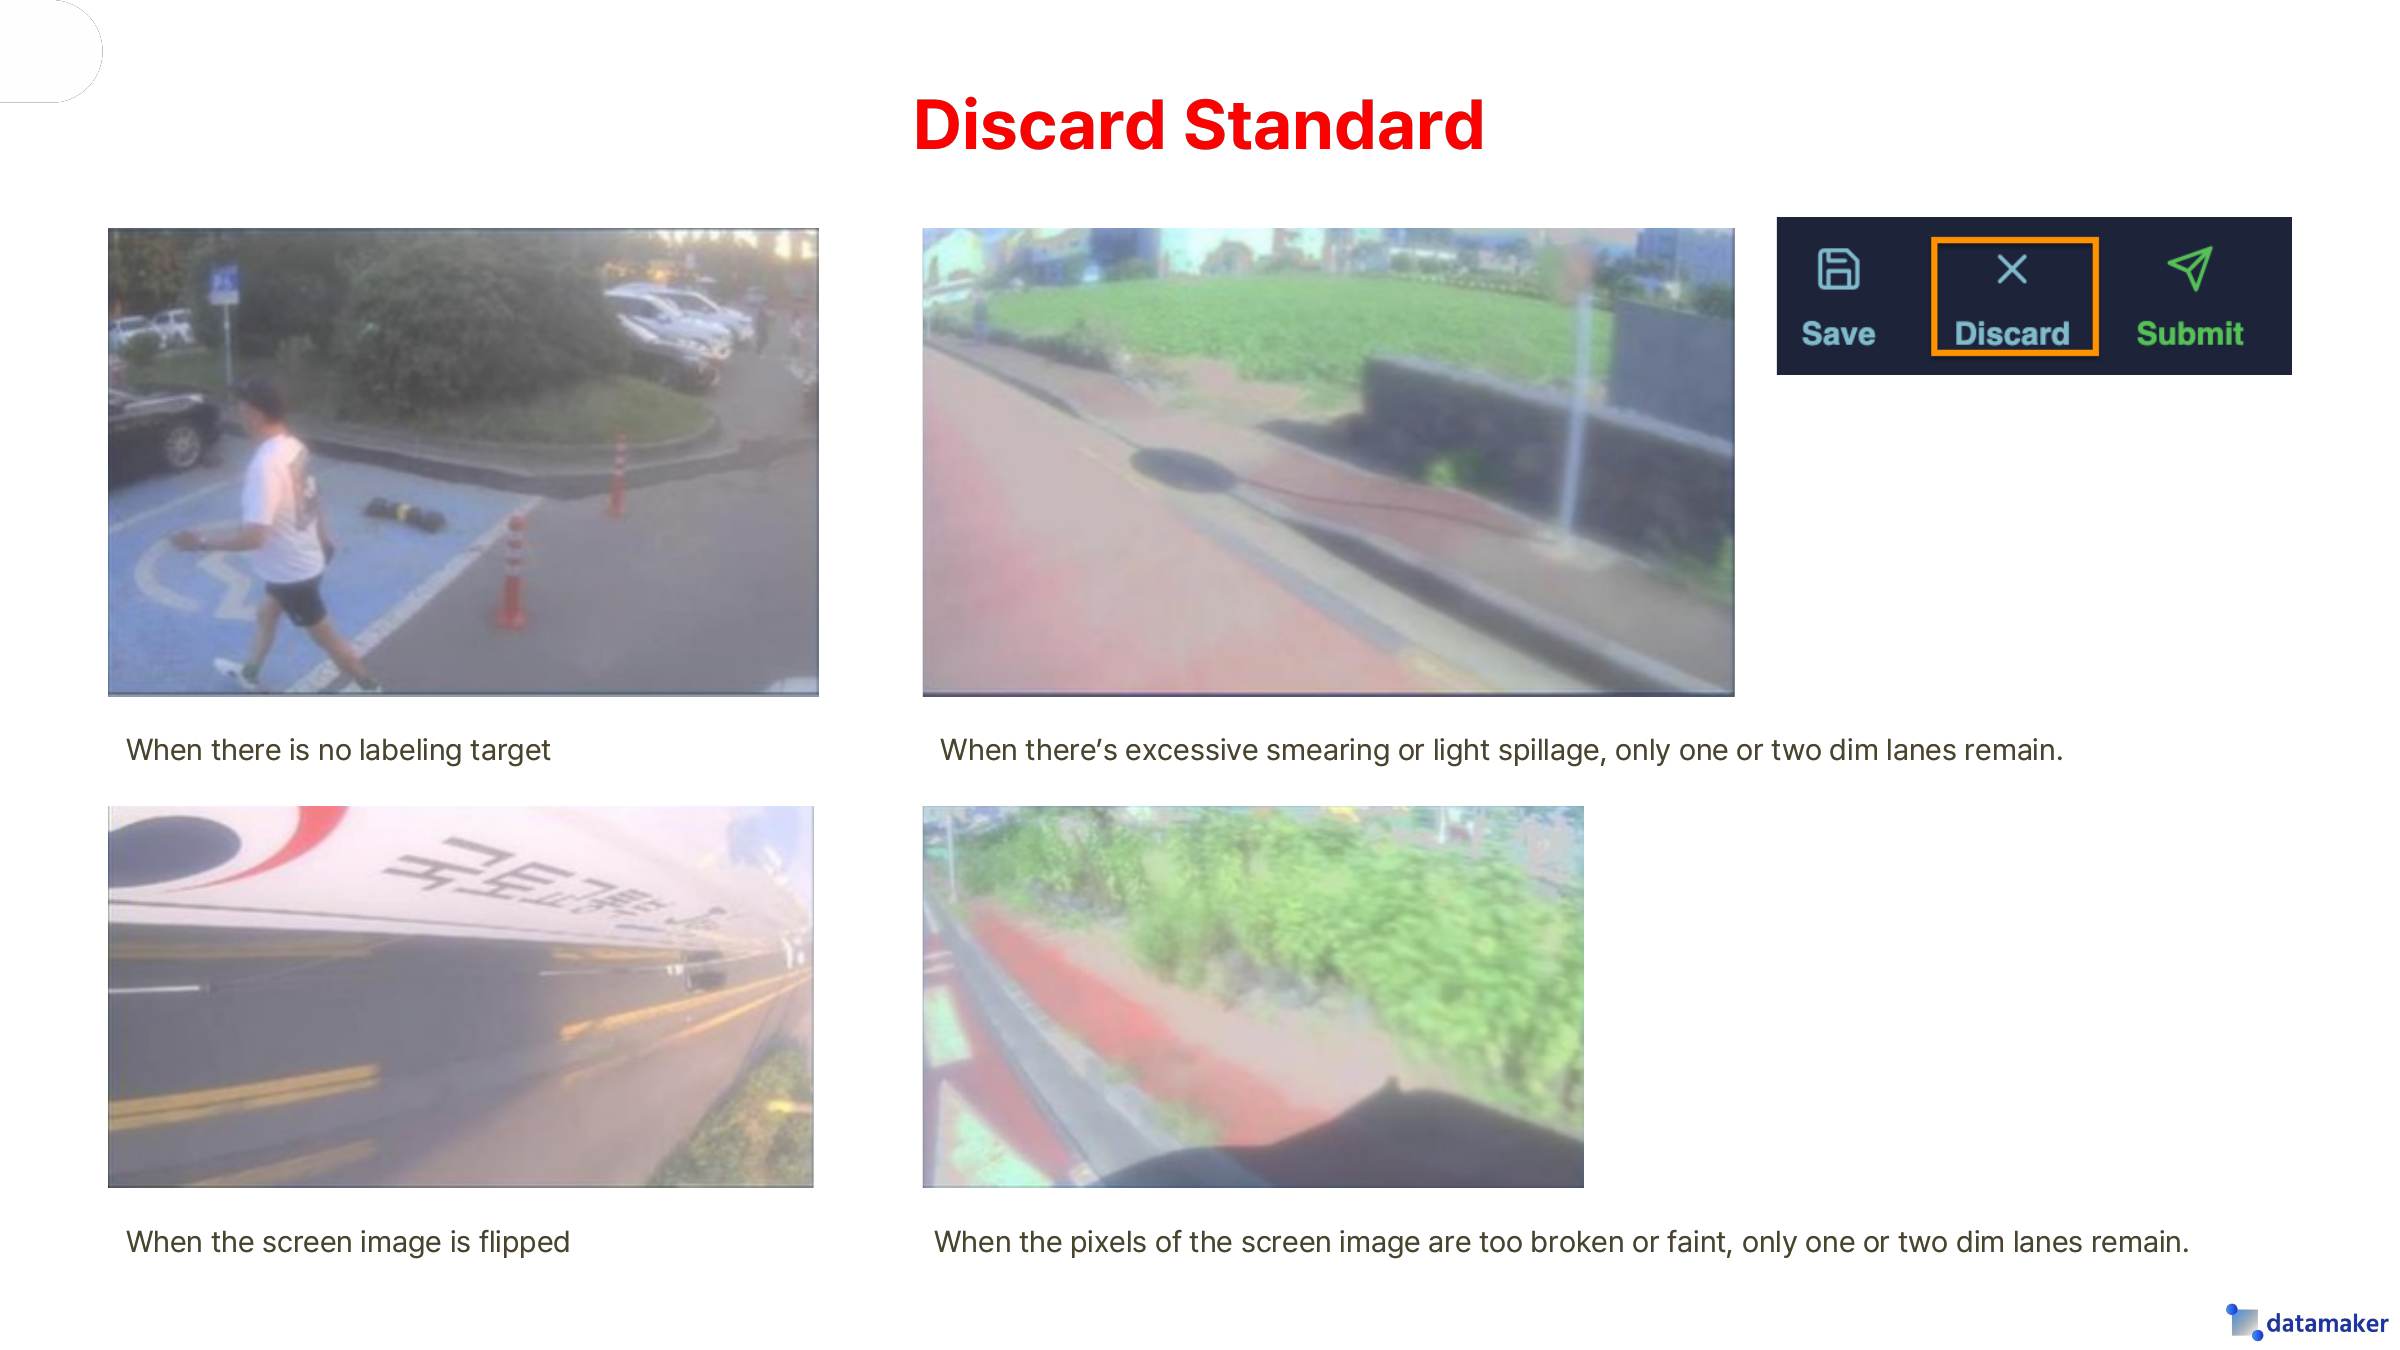 Discard Standard
Save
Discard
Submit
When there is no labeling target
When there’s excessive smearing or light spillage, only one or two dim lanes remain.
When the screen image is flipped
When the pixels of the screen image are too broken or faint, only one or two dim lanes remain.
datamaker